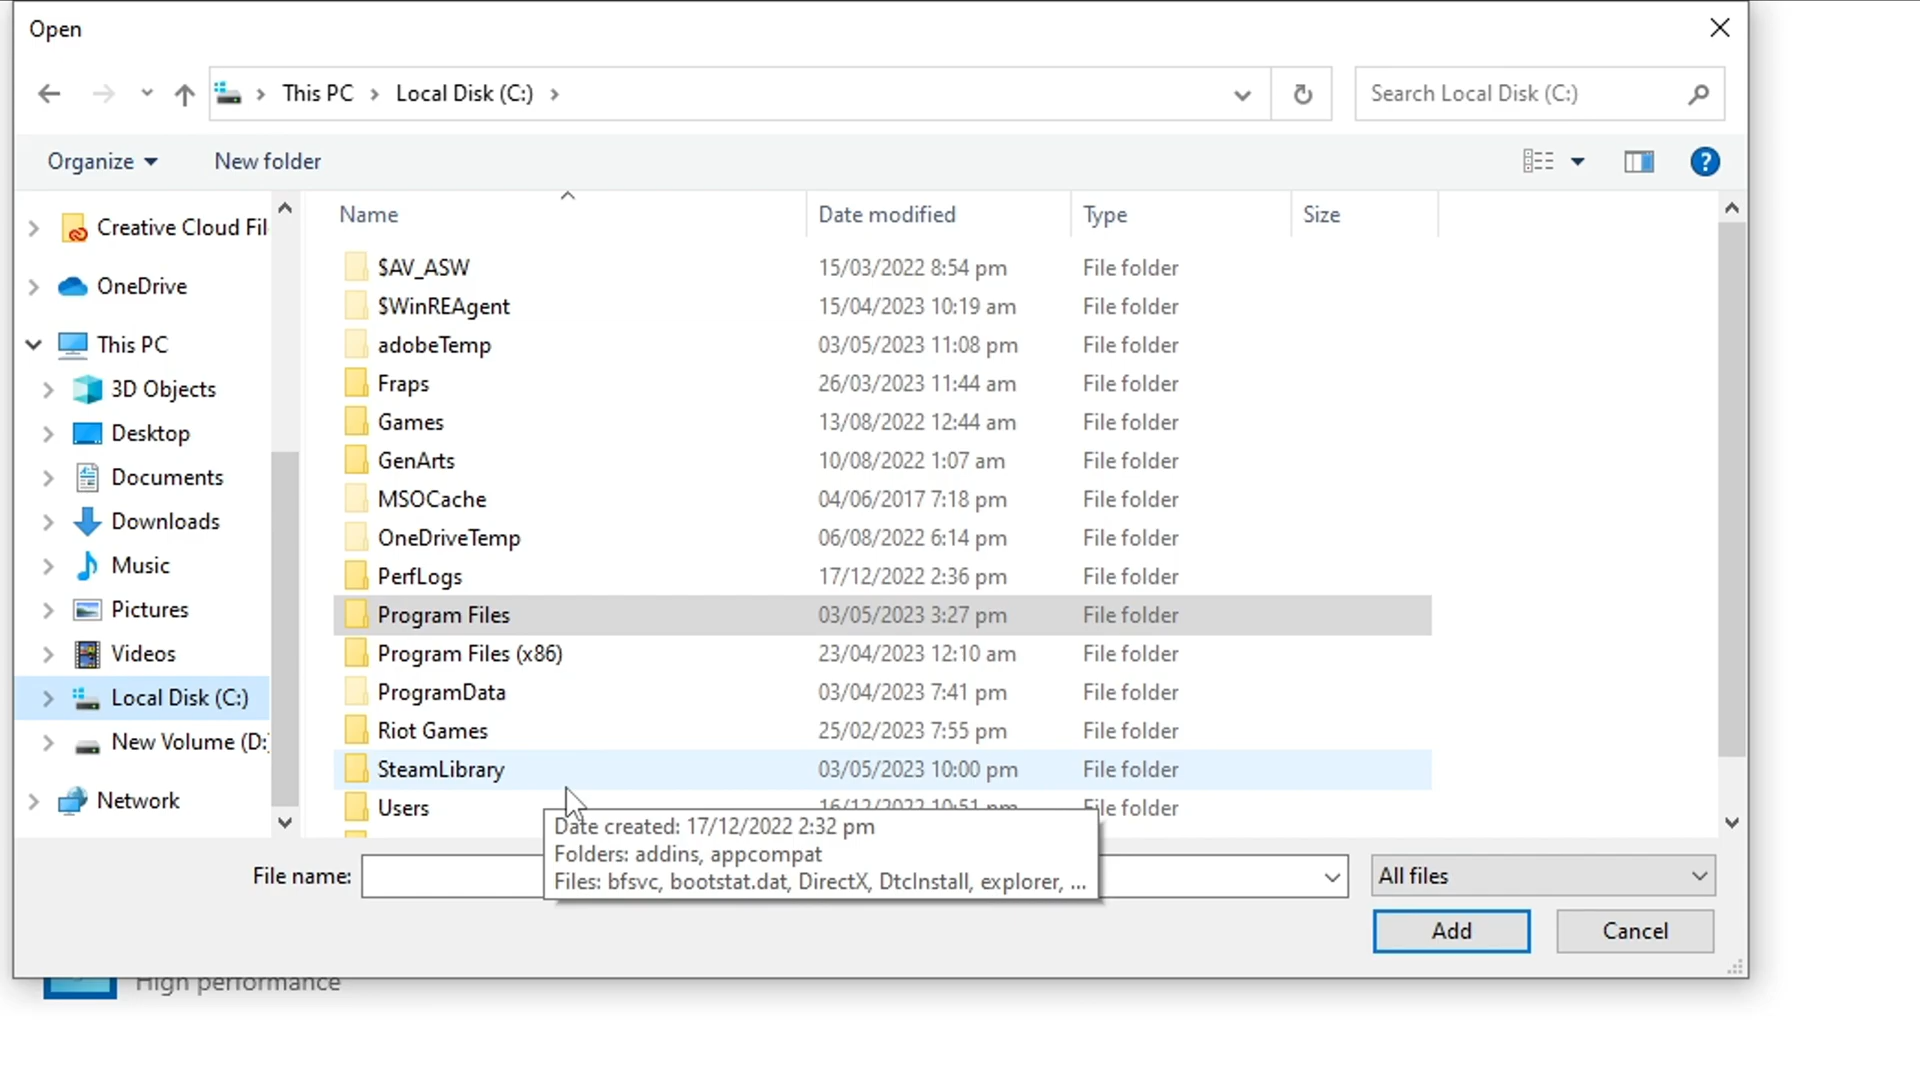 Open
This PC > Local Disk (C:) >
Search Local Disk (C:)
Organize
New folder
Creative Cloud Fil
OneDrive
This PC
3D Objects
Desktop
Documents
Downloads
Music
Pictures
Videos
Local Disk (C:)
New Volume (D:
Network
Name Date modified Type Size
$AV_ASW 15/03/2022 8:54 pm File folder
$WinREAgent 15/04/2023 10:19 am File folder
adobeTemp 03/05/2023 11:08 pm File folder
Fraps 26/03/2023 11:44 am File folder
Games 13/08/2022 12:44 am File folder
GenArts 10/08/2022 1:07 am File folder
MSOCache 04/06/2017 7:18 pm File folder
OneDriveTemp 06/08/2022 6:14 pm File folder
PerfLogs 17/12/2022 2:36 pm File folder
Program Files 03/05/2023 3:27 pm File folder
Program Files (x86) 23/04/2023 12:10 am File folder
ProgramData 03/04/2023 7:41 pm File folder
Riot Games 25/02/2023 7:55 pm File folder
SteamLibrary 03/05/2023 10:00 pm File folder
Users 16/12/2022 10:51 pm File folder
Date created: 17/12/2022 2:32 pm
Folders: addins, appcompat
Files: bfsvc, bootstat.dat, DirectX, DtcInstall, explorer, ...
File name:
All files
Add
Cancel
High performance